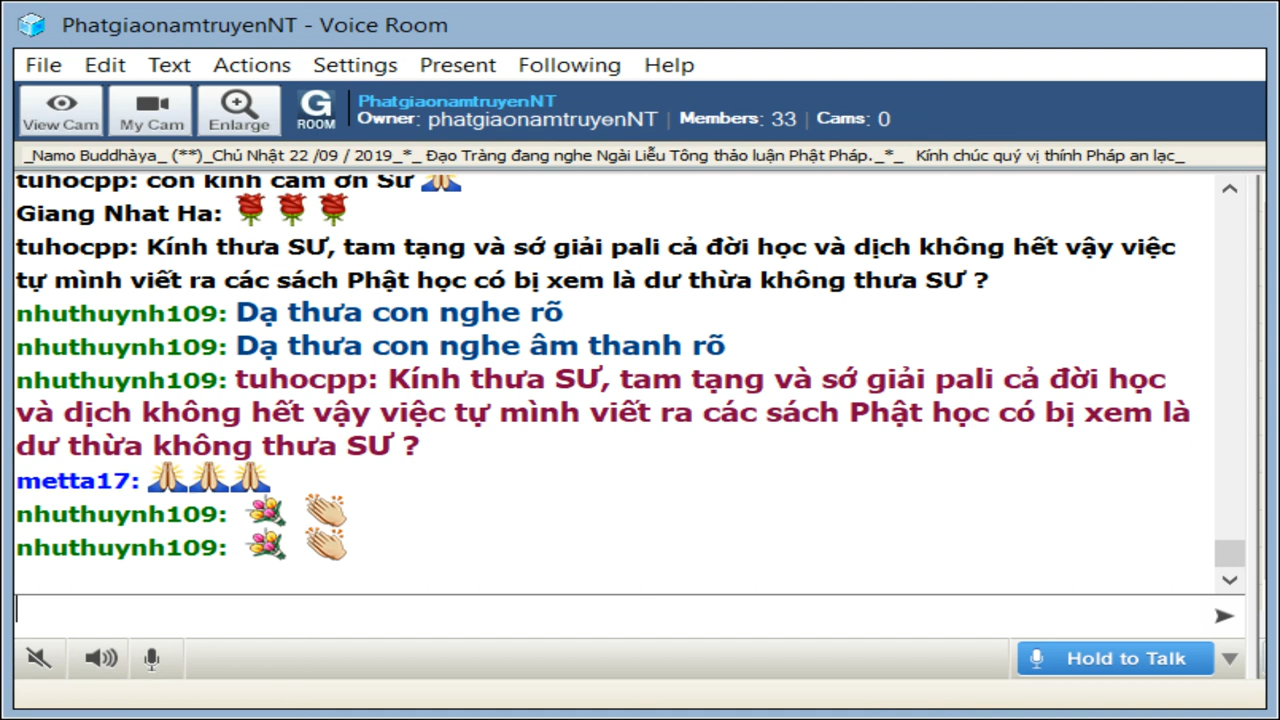 PhatgiaonamtruyenNT - Voice Room
File Edit Text Actions Settings Present Following Help
View Cam My Cam Enlarge G ROOM PhatgiaonamtruyenNT
Owner: phatgiaonamtruyenNT | Members: 33 | Cams: 0
_Namo Buddhàya_ (**)_Chủ Nhật 22 /09 / 2019_*_ Đạo Tràng đang nghe Ngài Liễu Tông thảo luận Phật Pháp._*_ Kính chúc quý vị thính Pháp an lạc_
tuhocpp: con kính cảm ơn Sư 🙏
Giang Nhat Ha: 🌹 🌹 🌹
tuhocpp: Kính thưa SƯ, tam tạng và sớ giải pali cả đời học và dịch không hết vậy việc
tự mình viết ra các sách Phật học có bị xem là dư thừa không thưa SƯ ?
nhuthuynh109: Dạ thưa con nghe rõ
nhuthuynh109: Dạ thưa con nghe âm thanh rõ
nhuthuynh109: tuhocpp: Kính thưa SƯ, tam tạng và sớ giải pali cả đời học
và dịch không hết vậy việc tự mình viết ra các sách Phật học có bị xem là
dư thừa không thưa SƯ ?
metta17: 🙏🙏🙏
nhuthuynh109: 💐 👏
nhuthuynh109: 💐 👏
Hold to Talk